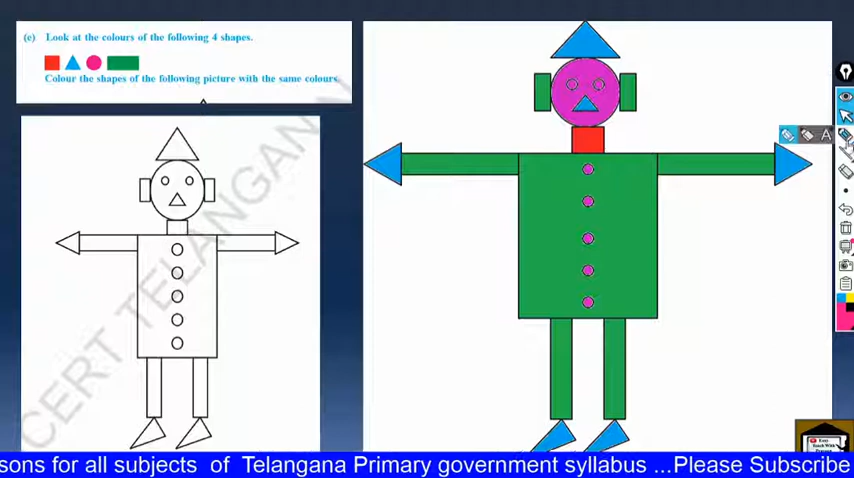 (e) Look at the colours of the following 4 shapes.
Colour the shapes of the following picture with the same colours.
CERT TELANGAN
A
sons for all subjects of Telangana Primary government syllabus ...Please Subscribe